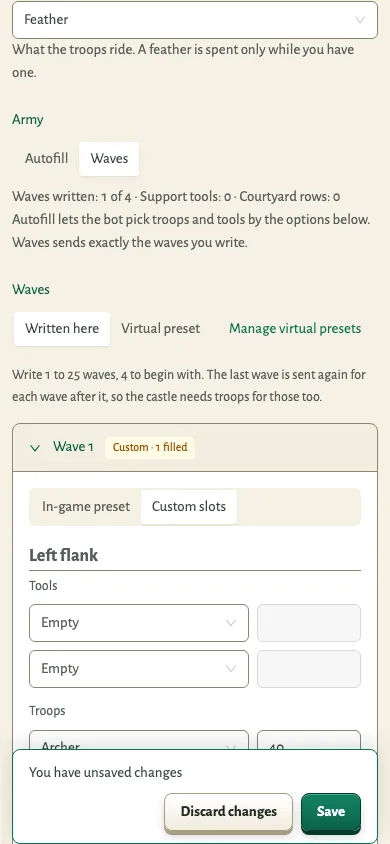 Feather
What the troops ride. A feather is spent only while you have
one.
Army
Autofill Waves
Waves written: 1 of 4 · Support tools: 0 · Courtyard rows: 0
Autofill lets the bot pick troops and tools by the options below.
Waves sends exactly the waves you write.
Waves
Written here Virtual preset Manage virtual presets
Write 1 to 25 waves, 4 to begin with. The last wave is sent again for
each wave after it, so the castle needs troops for those too.
Wave 1 Custom · 1 filled
In-game preset Custom slots
Left flank
Tools
Empty
Empty
Troops
Archer 40
You have unsaved changes
Discard changes Save